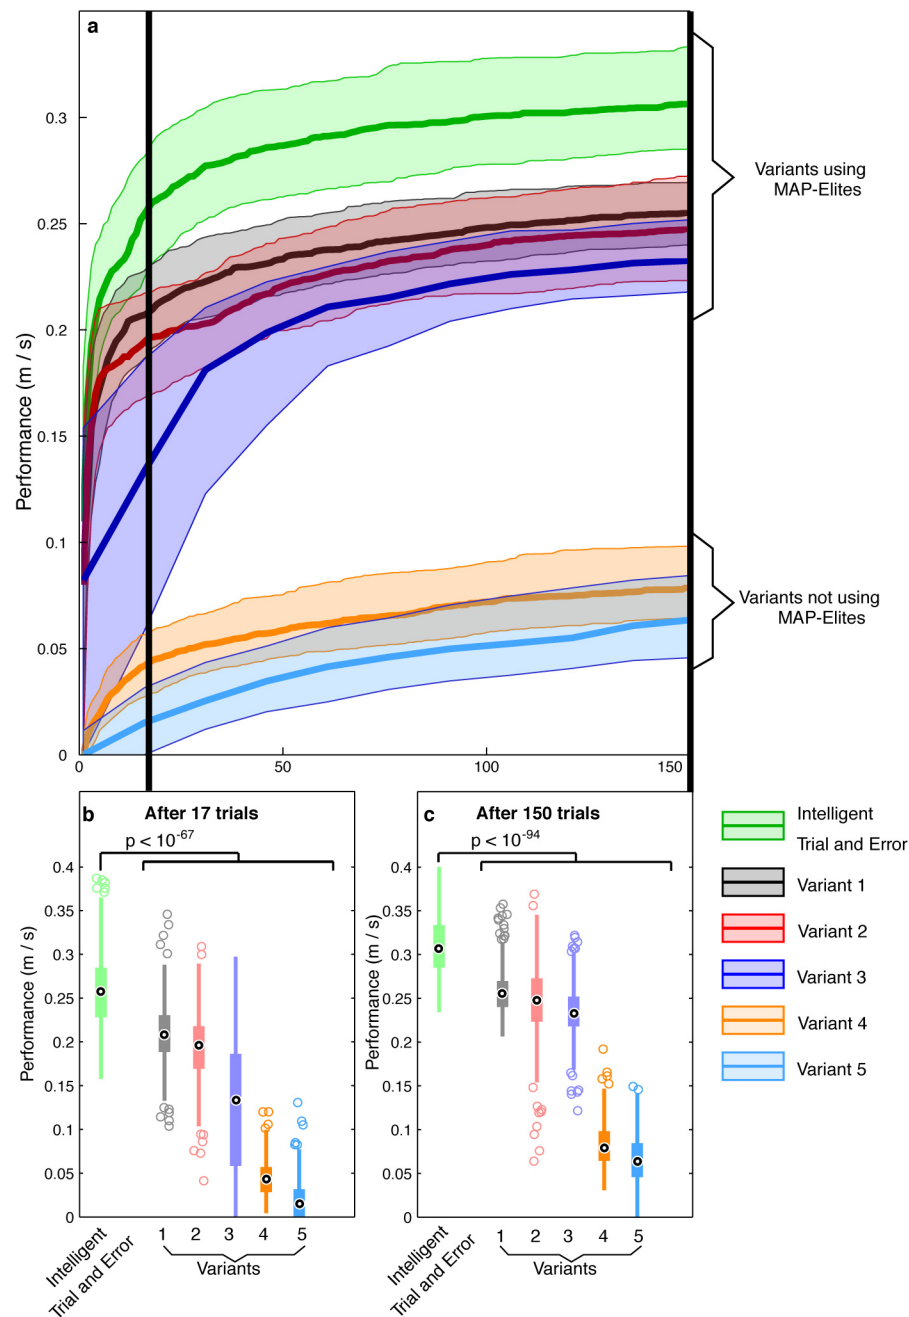 a
0.3
0.25
0.2
0.15
0.1
0.05
0
Performance (m / s)
0
50
100
150
Variants using
MAP-Elites
Variants not using
MAP-Elites
b
After 17 trials
p < 10-67
0.4
0.35
0.3
0.25
0.2
0.15
0.1
0.05
0
Performance (m / s)
Intelligent
Trial and Error
1 2 3 4 5
Variants
c
After 150 trials
p < 10-94
0.4
0.35
0.3
0.25
0.2
0.15
0.1
0.05
0
Performance (m / s)
Intelligent
Trial and Error
1 2 3 4 5
Variants
Intelligent
Trial and Error
Variant 1
Variant 2
Variant 3
Variant 4
Variant 5